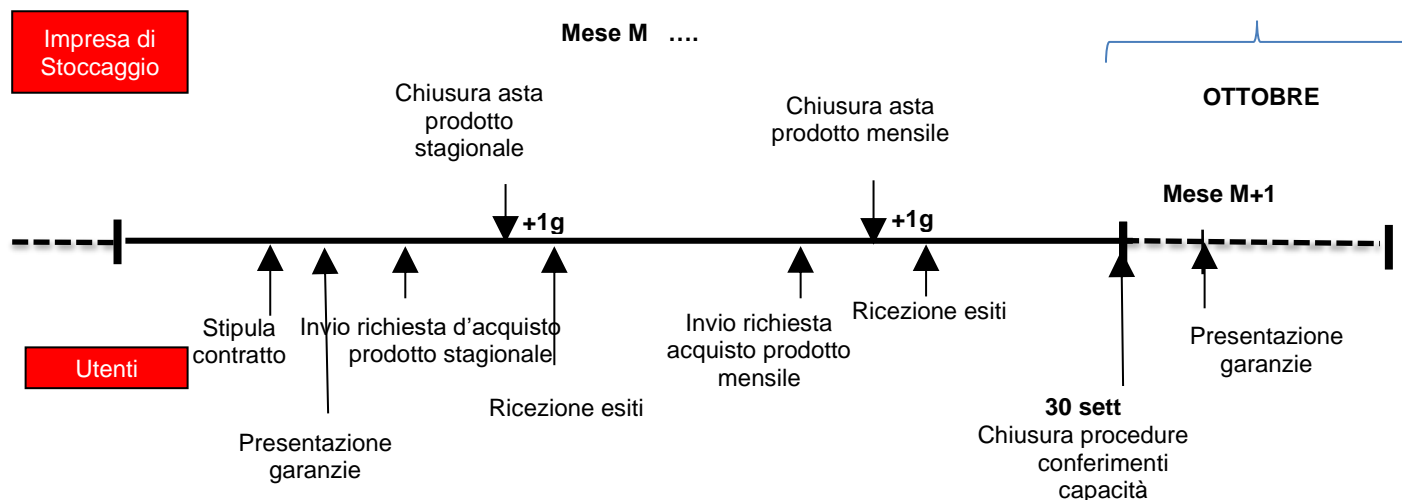 Impresa di
Stoccaggio
Mese M ….
OTTOBRE
Chiusura asta
prodotto
stagionale
Chiusura asta
prodotto mensile
Mese M+1
+1g
+1g
Stipula
contratto
Invio richiesta d’acquisto
prodotto stagionale
Invio richiesta
acquisto prodotto
mensile
Ricezione esiti
Presentazione
garanzie
Utenti
Ricezione esiti
Presentazione
garanzie
30 sett
Chiusura procedure
conferimenti
capacità